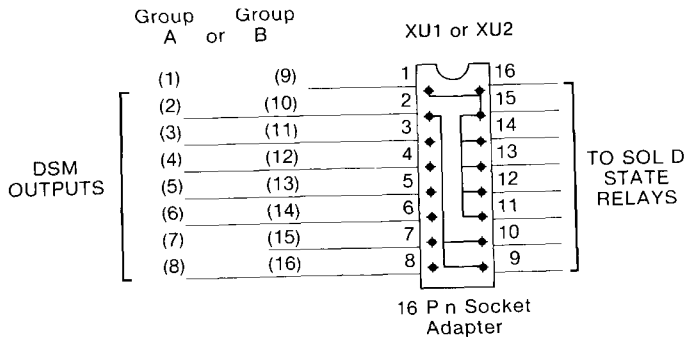 Group Group
A or B
XU1 or XU2
(1) (9) 1 16
(2) (10) 2 15
(3) (11) 3 14
(4) (12) 4 13
(5) (13) 5 12
(6) (14) 6 11
(7) (15) 7 10
(8) (16) 8 9
DSM
OUTPUTS
TO SOL D
STATE
RELAYS
16 P n Socket
Adapter